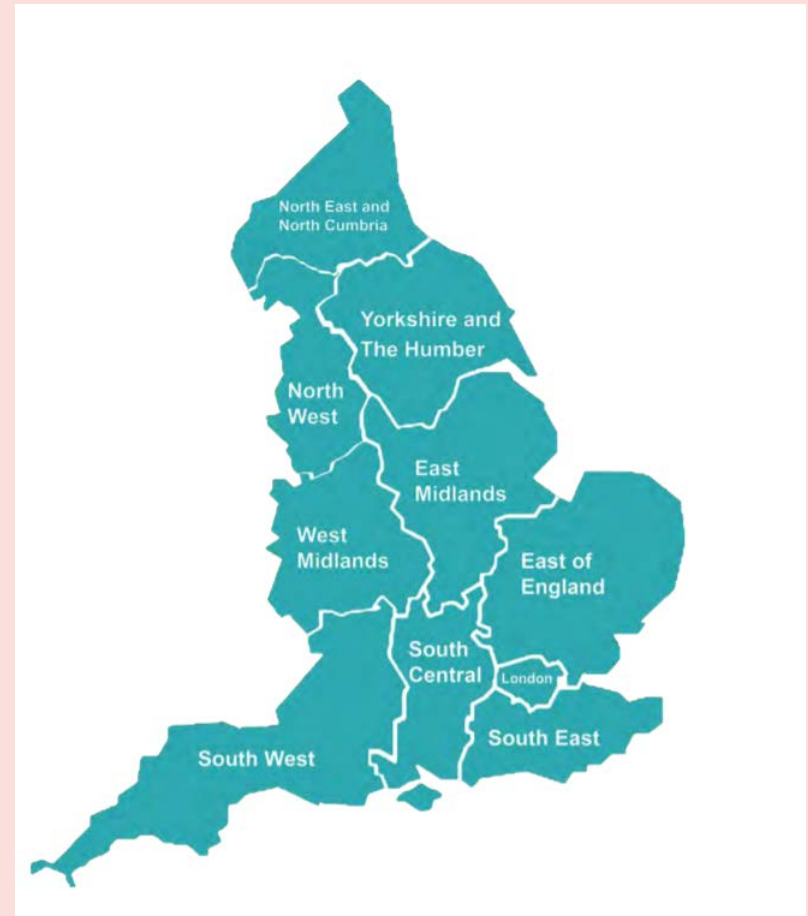 North East and
North Cumbria
Yorkshire and
The Humber
North
West
East
Midlands
West
Midlands
East of
England
South
Central
London
South East
South West